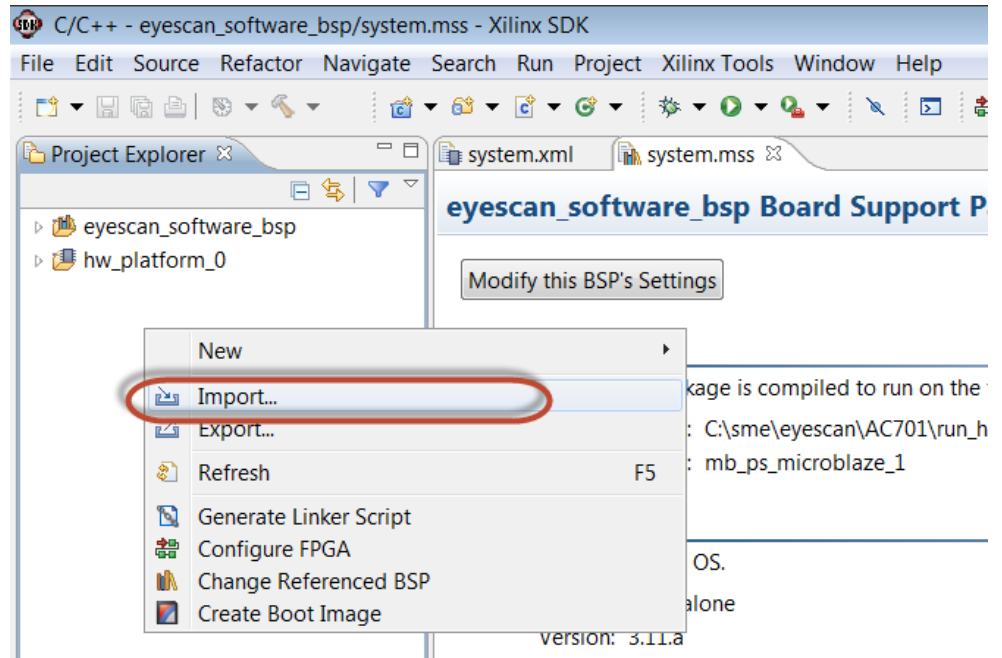 C/C++ - eyescan_software_bsp/system.mss - Xilinx SDK
File Edit Source Refactor Navigate Search Run Project Xilinx Tools Window Help
Project Explorer
system.xml
system.mss
eyescan_software_bsp Board Support P
eyescan_software_bsp
hw_platform_0
Modify this BSP's Settings
New
Import...
Export...
Refresh F5
Generate Linker Script
Configure FPGA
Change Referenced BSP
Create Boot Image
kage is compiled to run on the
: C:\sme\eyescan\AC701\run_h
: mb_ps_microblaze_1
OS.
alone
Version: 3.11.a